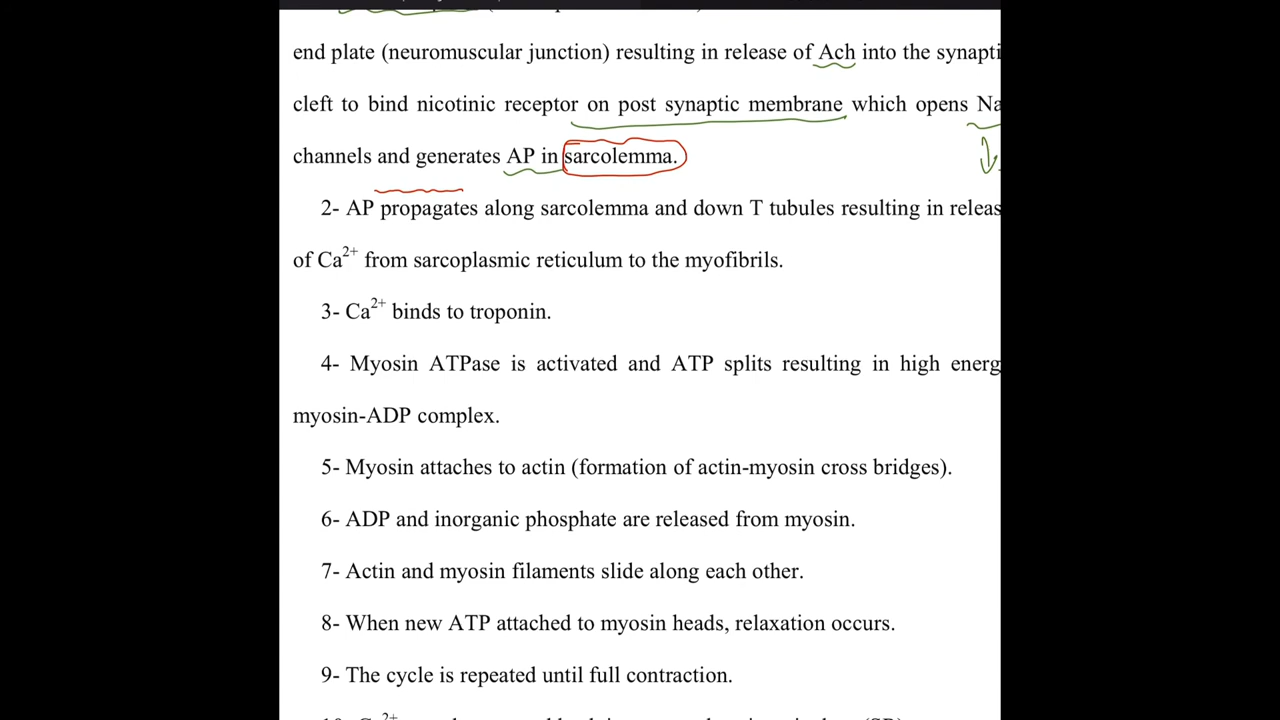 end plate (neuromuscular junction) resulting in release of Ach into the
cleft to bind nicotinic receptor on post synaptic membrane which opens Na
channels and generates AP in sarcolemma.
2- AP propagates along sarcolemma and down T tubules resulting in
of Ca²⁺ from sarcoplasmic reticulum to the myofibrils.
3- Ca²⁺ binds to troponin.
4- Myosin ATPase is activated and ATP splits resulting in high
myosin-ADP complex.
5- Myosin attaches to actin (formation of actin-myosin cross bridges).
6- ADP and inorganic phosphate are released from myosin.
7- Actin and myosin filaments slide along each other.
8- When new ATP attached to myosin heads, relaxation occurs.
9- The cycle is repeated until full contraction.